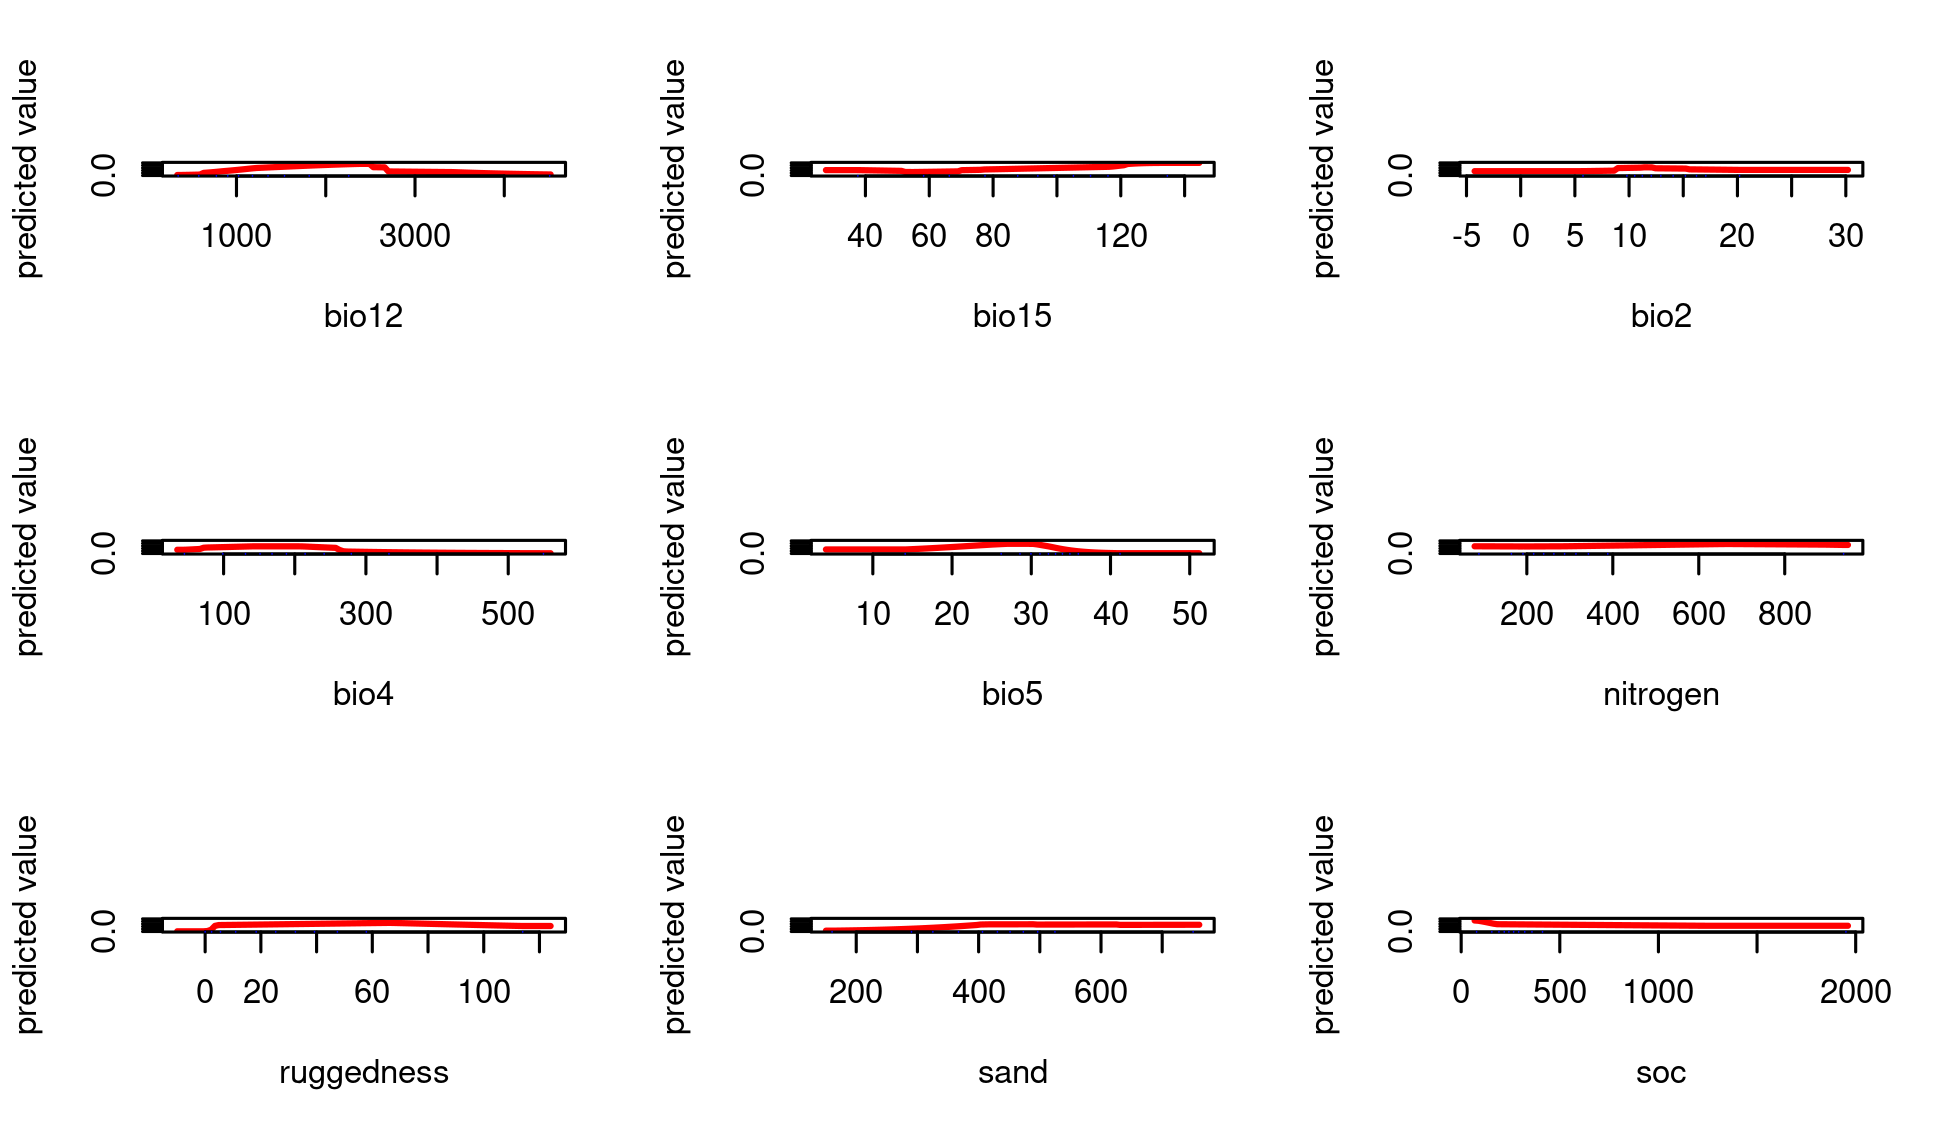 predicted value
0.0
1000 3000
bio12
predicted value
0.0
40 60 80 120
bio15
predicted value
0.0
-5 0 5 10 20 30
bio2
predicted value
0.0
100 300 500
bio4
predicted value
0.0
10 20 30 40 50
bio5
predicted value
0.0
200 400 600 800
nitrogen
predicted value
0.0
0 20 60 100
ruggedness
predicted value
0.0
200 400 600
sand
predicted value
0.0
0 500 1000 2000
soc